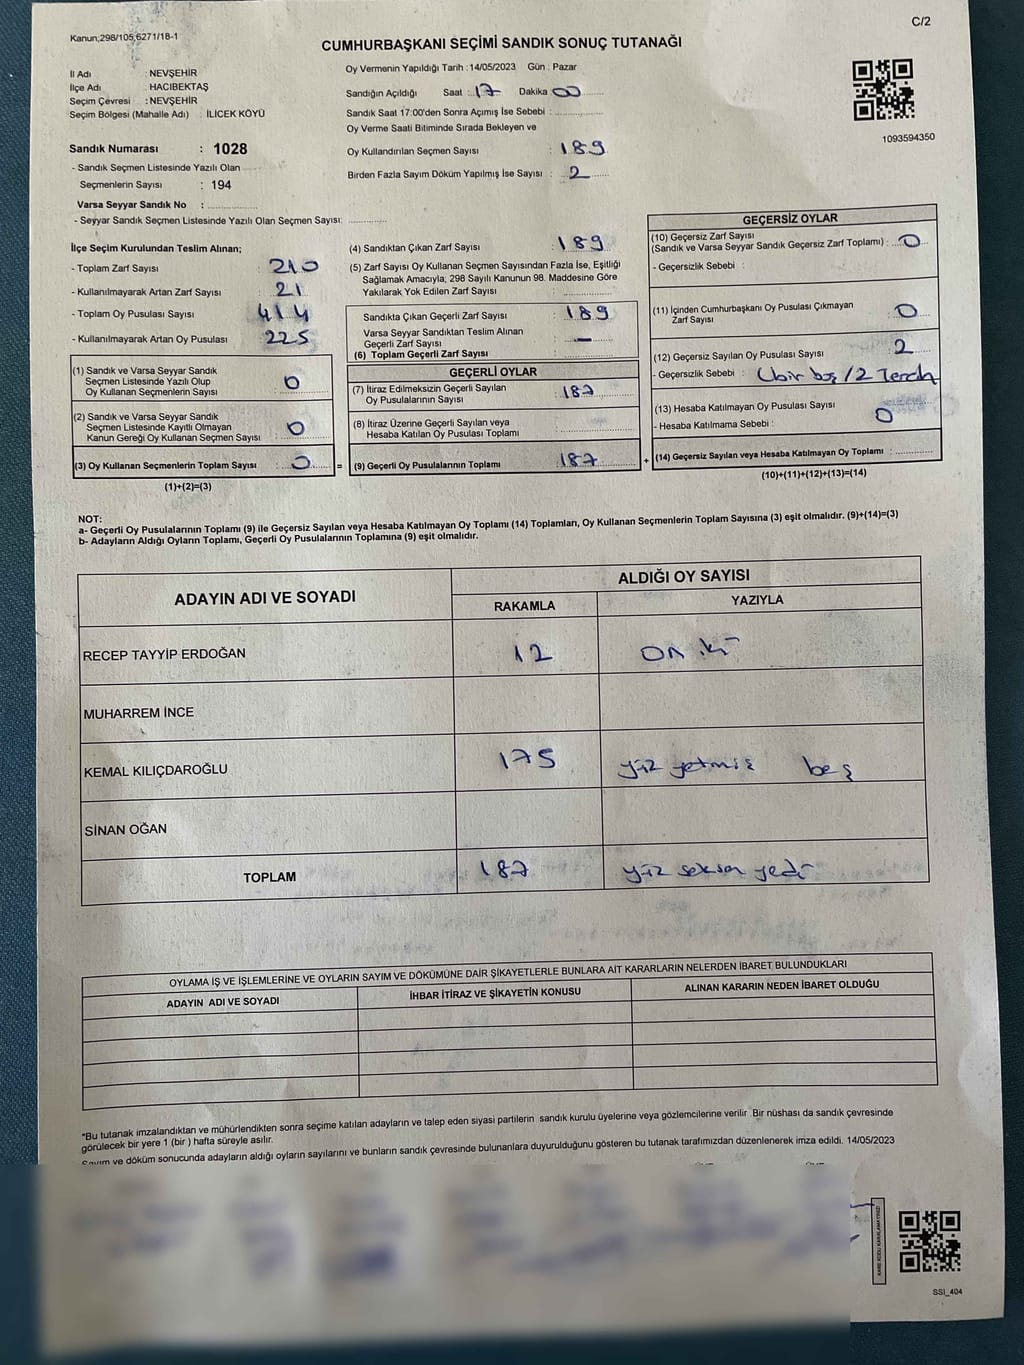 C/2
Kanun;298/105,6271/18-1
CUMHURBAŞKANI SEÇİMİ SANDIK SONUÇ TUTANAĞI
İl Adı : NEVŞEHİR
İlçe Adı : HACIBEKTAŞ
Seçim Çevresi : NEVŞEHİR
Seçim Bölgesi (Mahalle Adı) : İLİCEK KÖYÜ
Sandık Numarası : 1028
- Sandık Seçmen Listesinde Yazılı Olan
Seçmenlerin Sayısı : 194
Varsa Seyyar Sandık No :
- Seyyar Sandık Seçmen Listesinde Yazılı Olan Seçmen Sayısı:
Oy Vermenin Yapıldığı Tarih : 14/05/2023 Gün : Pazar
Sandığın Açıldığı Saat : 17 Dakika 00
Sandık Saat 17:00'den Sonra Açımış İse Sebebi :
Oy Verme Saati Bitiminde Sırada Bekleyen ve
Oy Kullandırılan Seçmen Sayısı : 189
Birden Fazla Sayım Döküm Yapılmış İse Sayısı : 2
1093594350
İlçe Seçim Kurulundan Teslim Alınan;
- Toplam Zarf Sayısı : 210
- Kullanılmayarak Artan Zarf Sayısı : 21
- Toplam Oy Pusulası Sayısı : 414
- Kullanılmayarak Artan Oy Pusulası : 225
(1) Sandık ve Varsa Seyyar Sandık
Seçmen Listesinde Yazılı Olup
Oy Kullanan Seçmenlerin Sayısı : 0
(2) Sandık ve Varsa Seyyar Sandık
Seçmen Listesinde Kayıtlı Olmayan
Kanun Gereği Oy Kullanan Seçmen Sayısı : 0
(3) Oy Kullanan Seçmenlerin Toplam Sayısı : 0
(1)+(2)=(3)
(4) Sandıktan Çıkan Zarf Sayısı : 189
(5) Zarf Sayısı Oy Kullanan Seçmen Sayısından Fazla İse, Eşitliği
Sağlamak Amacıyla; 298 Sayılı Kanunun 98. Maddesine Göre
Yakılarak Yok Edilen Zarf Sayısı :
Sandıkta Çıkan Geçerli Zarf Sayısı : 189
Varsa Seyyar Sandıktan Teslim Alınan
Geçerli Zarf Sayısı : -
(6) Toplam Geçerli Zarf Sayısı :
GEÇERLİ OYLAR
(7) İtiraz Edilmeksizin Geçerli Sayılan
Oy Pusulalarının Sayısı : 187
(8) İtiraz Üzerine Geçerli Sayılan veya
Hesaba Katılan Oy Pusulası Toplamı :
= (9) Geçerli Oy Pusulalarının Toplamı : 187
GEÇERSİZ OYLAR
(10) Geçersiz Zarf Sayısı
(Sandık ve Varsa Seyyar Sandık Geçersiz Zarf Toplamı) : 0
- Geçersizlik Sebebi :
(11) İçinden Cumhurbaşkanı Oy Pusulası Çıkmayan
Zarf Sayısı : 0
(12) Geçersiz Sayılan Oy Pusulası Sayısı : 2
- Geçersizlik Sebebi : bir boş / 2 Tercih
(13) Hesaba Katılmayan Oy Pusulası Sayısı : 0
- Hesaba Katılmama Sebebi :
+ (14) Geçersiz Sayılan veya Hesaba Katılmayan Oy Toplamı :
(10)+(11)+(12)+(13)=(14)
NOT:
a- Geçerli Oy Pusulalarının Toplamı (9) ile Geçersiz Sayılan veya Hesaba Katılmayan Oy Toplamı (14) Toplamları, Oy Kullanan Seçmenlerin Toplam Sayısına (3) eşit olmalıdır. (9)+(14)=(3)
b- Adayların Aldığı Oyların Toplamı, Geçerli Oy Pusulalarının Toplamına (9) eşit olmalıdır.
ADAYIN ADI VE SOYADI
ALDIĞI OY SAYISI
RAKAMLA YAZIYLA
RECEP TAYYIP ERDOĞAN 12 on iki
MUHARREM İNCE
KEMAL KILIÇDAROĞLU 175 yüz yetmiş beş
SİNAN OĞAN
TOPLAM 187 yüz seksen yedi
OYLAMA İŞ VE İŞLEMLERİNE VE OYLARIN SAYIM VE DÖKÜMÜNE DAİR ŞİKAYETLERLE BUNLARA AİT KARARLARIN NELERDEN İBARET BULUNDUKLARI
ADAYIN ADI VE SOYADI İHBAR İTİRAZ VE ŞİKAYETİN KONUSU ALINAN KARARIN NEDEN İBARET OLDUĞU
*Bu tutanak imzalandıktan ve mühürlendikten sonra seçime katılan adayların ve talep eden siyasi partilerin sandık kurulu üyelerine veya gözlemcilerine verilir Bir nüshası da sandık çevresinde
görülecek bir yere 1 (bir ) hafta süreyle asılır.
Sayım ve döküm sonucunda adayların aldığı oyların sayılarını ve bunların sandık çevresinde bulunanlara duyurulduğunu gösteren bu tutanak tarafımızdan düzenlenerek imza edildi. 14/05/2023
KARE KODU KARALAMAYINIZ!
SSI_404